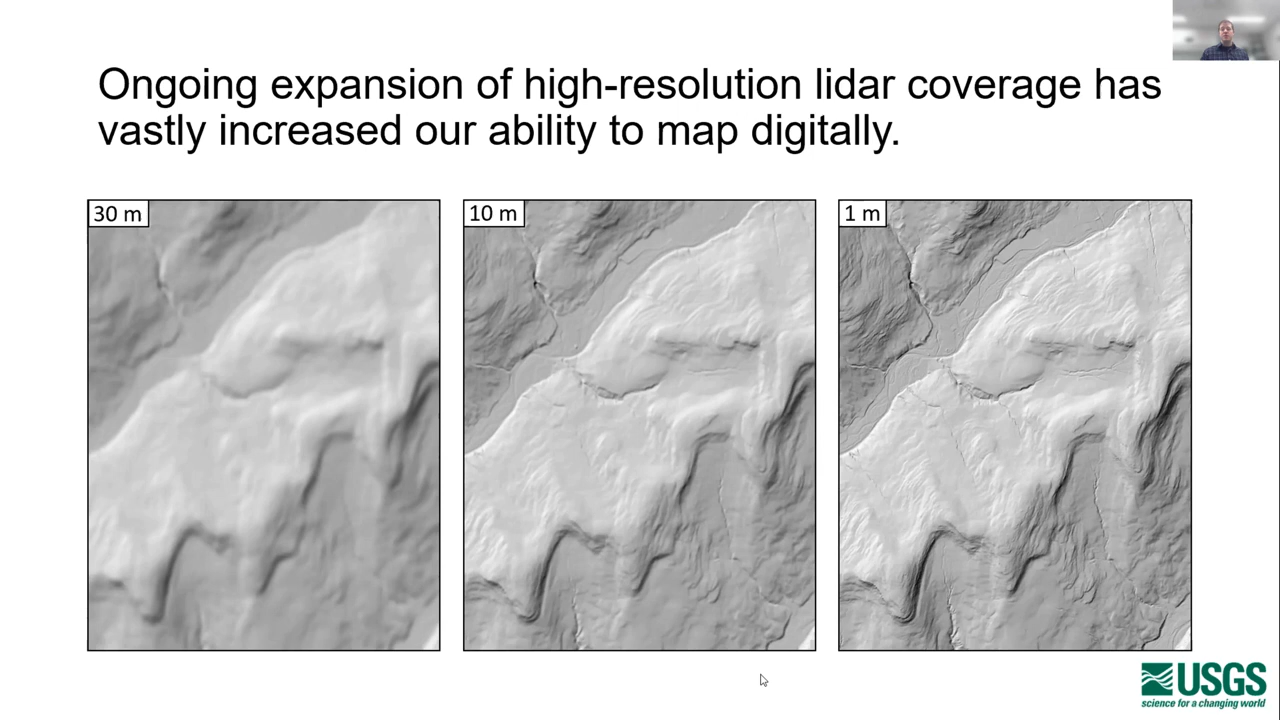 Ongoing expansion of high-resolution lidar coverage has
vastly increased our ability to map digitally.
30 m
10 m
1 m
USGS
science for a changing world